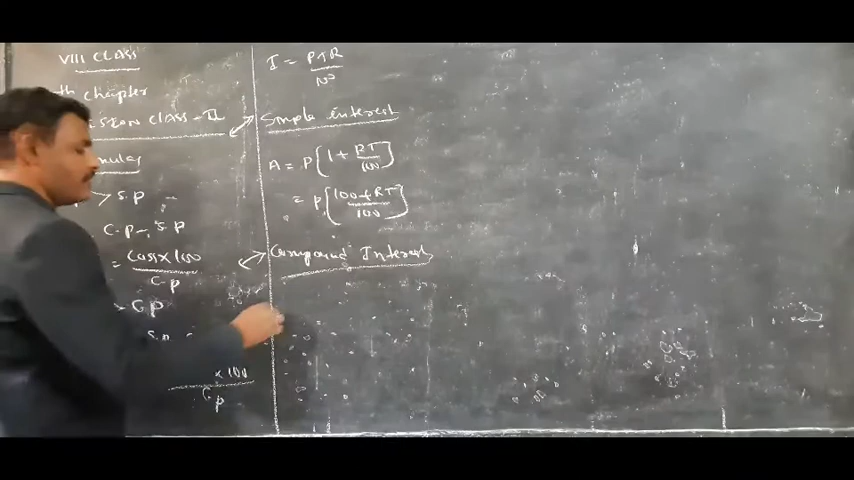 VIII Class
th chapter
ision class-II
mulas
> S.P
C.P - S.P
= Loss×100
C.P
> C.P
×100
C.P
I = PTR
100
Simple interest
A = P[1 + RT
100]
= P[100+RT
100]
Compound Interest